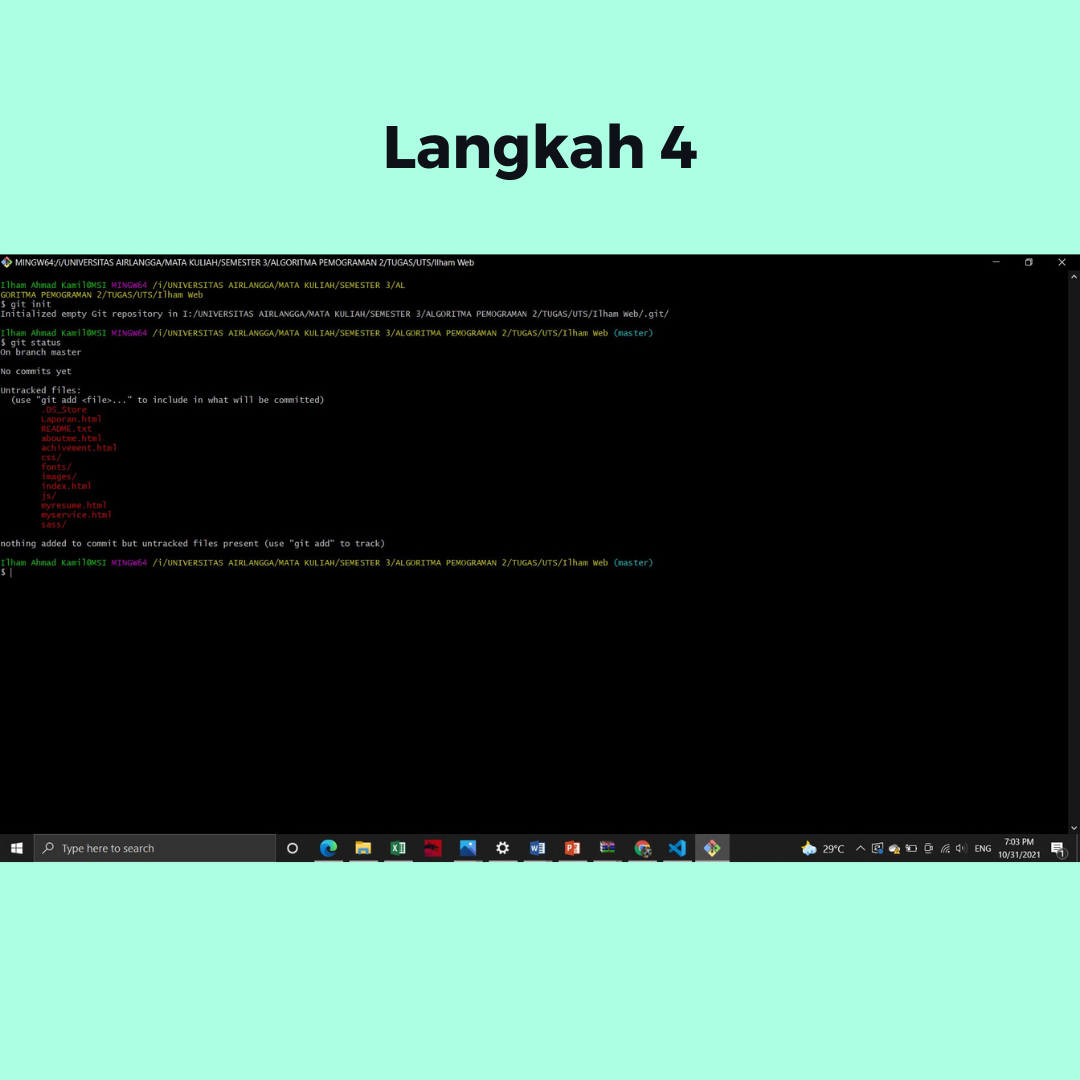 Langkah 4
MINGW64:/i/UNIVERSITAS AIRLANGGA/MATA KULIAH/SEMESTER 3/ALGORITMA PEMOGRAMAN 2/TUGAS/UTS/Ilham Web
Ilham Ahmad Kamil@MSI MINGW64 /i/UNIVERSITAS AIRLANGGA/MATA KULIAH/SEMESTER 3/AL
GORITMA PEMOGRAMAN 2/TUGAS/UTS/Ilham Web
$ git init
Initialized empty Git repository in I:/UNIVERSITAS AIRLANGGA/MATA KULIAH/SEMESTER 3/ALGORITMA PEMOGRAMAN 2/TUGAS/UTS/Ilham Web/.git/
Ilham Ahmad Kamil@MSI MINGW64 /i/UNIVERSITAS AIRLANGGA/MATA KULIAH/SEMESTER 3/ALGORITMA PEMOGRAMAN 2/TUGAS/UTS/Ilham Web (master)
$ git status
On branch master
No commits yet
Untracked files:
(use "git add <file>..." to include in what will be committed)
.DS_Store
Laporan.html
README.txt
aboutme.html
achivement.html
css/
fonts/
images/
index.html
js/
myresume.html
myservice.html
sass/
nothing added to commit but untracked files present (use "git add" to track)
Ilham Ahmad Kamil@MSI MINGW64 /i/UNIVERSITAS AIRLANGGA/MATA KULIAH/SEMESTER 3/ALGORITMA PEMOGRAMAN 2/TUGAS/UTS/Ilham Web (master)
$
Type here to search
29°C
ENG
7:03 PM
10/31/2021
1